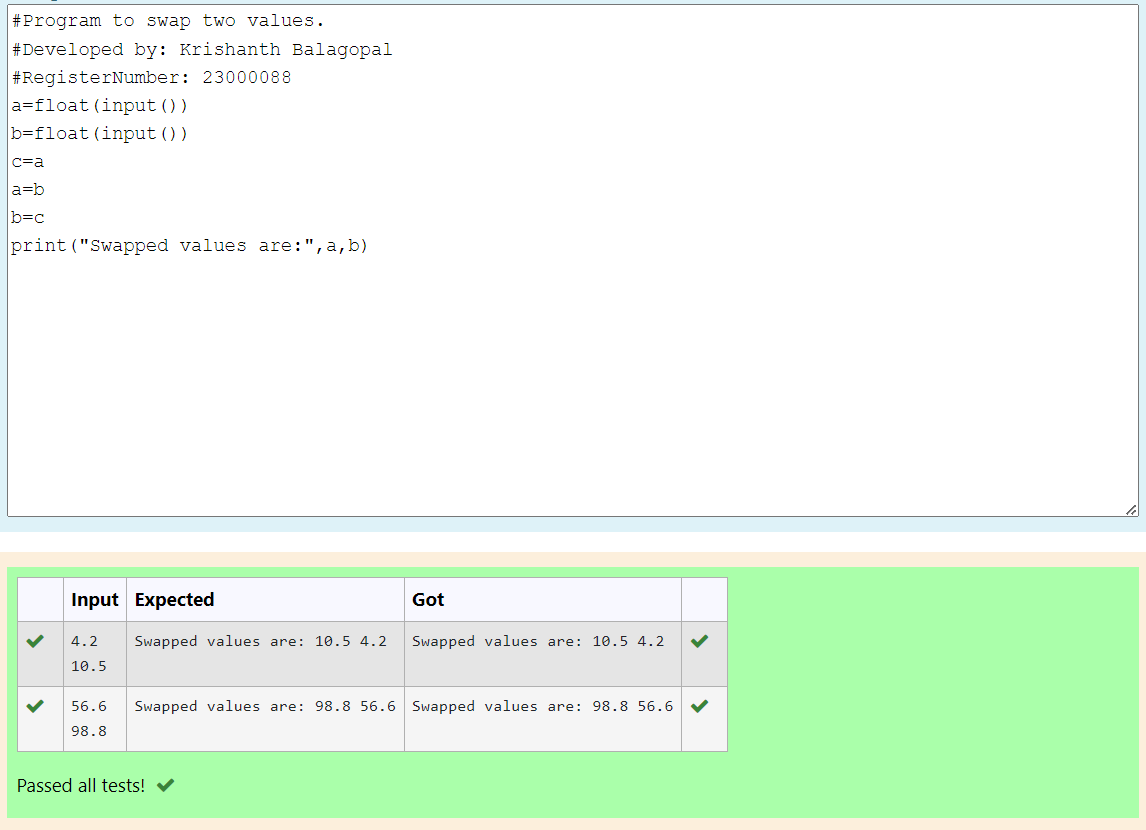 #Program to swap two values.
#Developed by: Krishanth Balagopal
#RegisterNumber: 23000088
a=float(input())
b=float(input())
c=a
a=b
b=c
print("Swapped values are:",a,b)
Input Expected Got
4.2 Swapped values are: 10.5 4.2 Swapped values are: 10.5 4.2
10.5
56.6 Swapped values are: 98.8 56.6 Swapped values are: 98.8 56.6
98.8
Passed all tests!